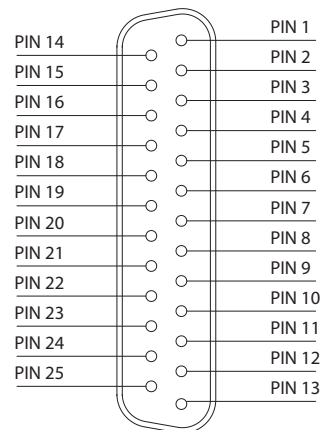 PIN 14
PIN 15
PIN 16
PIN 17
PIN 18
PIN 19
PIN 20
PIN 21
PIN 22
PIN 23
PIN 24
PIN 25
PIN 1
PIN 2
PIN 3
PIN 4
PIN 5
PIN 6
PIN 7
PIN 8
PIN 9
PIN 10
PIN 11
PIN 12
PIN 13